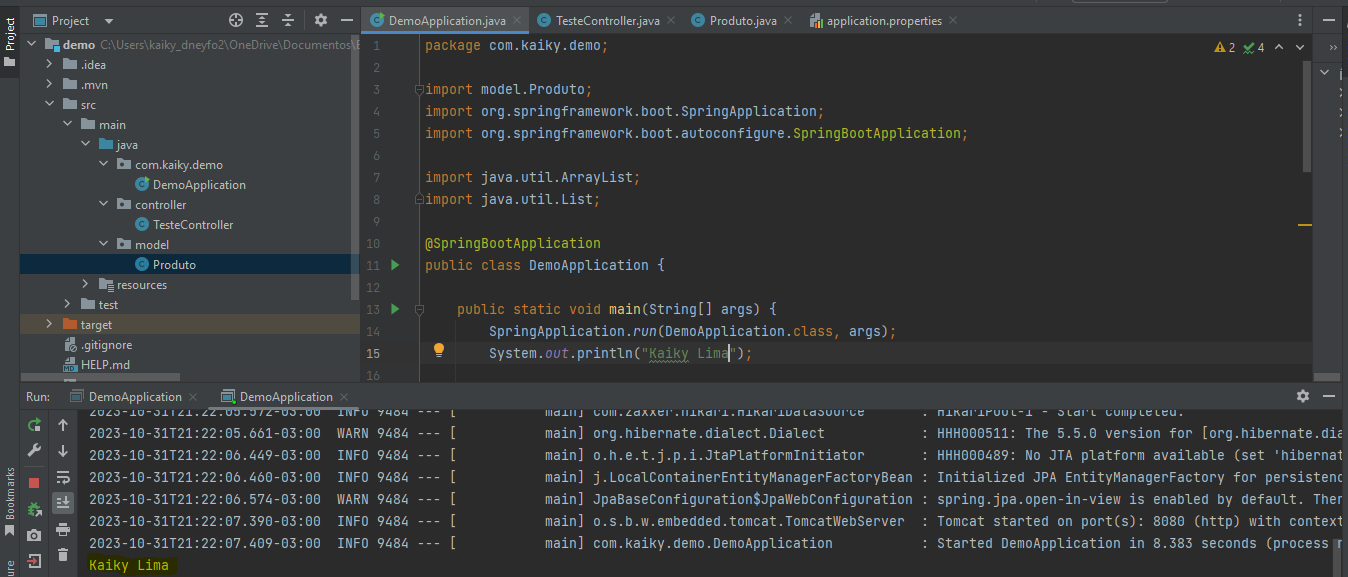 Project
DemoApplication.java
TesteController.java
Produto.java
application.properties
Project
demo C:\Users\kaiky_dneyfo2\OneDrive\Documentos\
.idea
.mvn
src
main
java
com.kaiky.demo
DemoApplication
controller
TesteController
model
Produto
resources
test
target
.gitignore
HELP.md
2 4
1 package com.kaiky.demo;
2
3 import model.Produto;
4 import org.springframework.boot.SpringApplication;
5 import org.springframework.boot.autoconfigure.SpringBootApplication;
6
7 import java.util.ArrayList;
8 import java.util.List;
9
10 @SpringBootApplication
11 public class DemoApplication {
12
13 public static void main(String[] args) {
14 SpringApplication.run(DemoApplication.class, args);
15 System.out.println("Kaiky Lima");
16
Run: DemoApplication DemoApplication
2023-10-31T21:22:05.572-03:00 INFO 9484 --- [ main] com.zaxxer.hikari.HikariDataSource : HikariPool-1 - Start completed.
2023-10-31T21:22:05.661-03:00 WARN 9484 --- [ main] org.hibernate.dialect.Dialect : HHH000511: The 5.5.0 version for [org.hibernate.dia
2023-10-31T21:22:06.449-03:00 INFO 9484 --- [ main] o.h.e.t.j.p.i.JtaPlatformInitiator : HHH000489: No JTA platform available (set 'hibernat
2023-10-31T21:22:06.460-03:00 INFO 9484 --- [ main] j.LocalContainerEntityManagerFactoryBean : Initialized JPA EntityManagerFactory for persistenc
2023-10-31T21:22:06.574-03:00 WARN 9484 --- [ main] JpaBaseConfiguration$JpaWebConfiguration : spring.jpa.open-in-view is enabled by default. Ther
2023-10-31T21:22:07.390-03:00 INFO 9484 --- [ main] o.s.b.w.embedded.tomcat.TomcatWebServer : Tomcat started on port(s): 8080 (http) with context
2023-10-31T21:22:07.409-03:00 INFO 9484 --- [ main] com.kaiky.demo.DemoApplication : Started DemoApplication in 8.383 seconds (process r
Kaiky Lima
Bookmarks